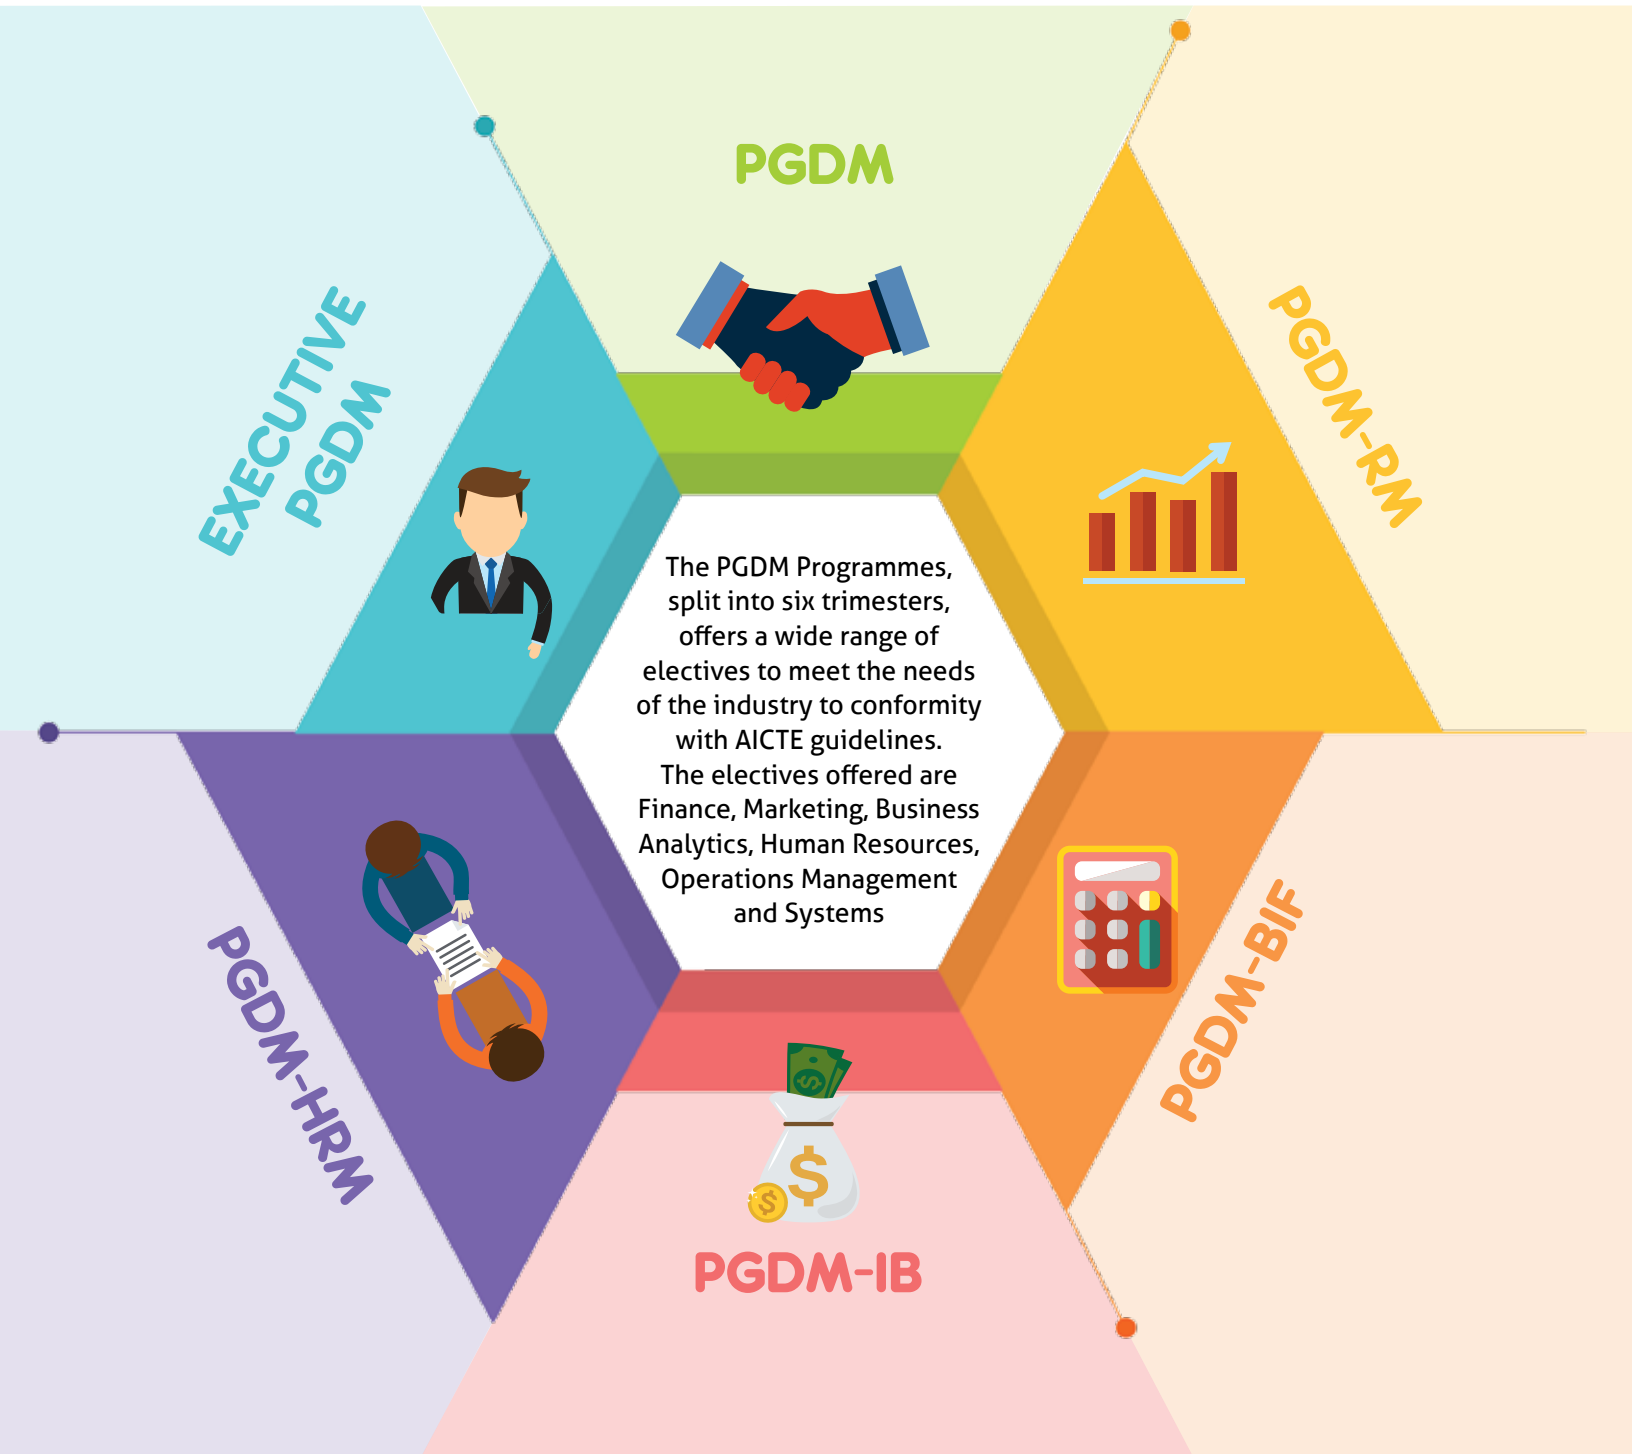 PGDM
EXECUTIVE
PGDM
PGDM-RM
The PGDM Programmes,
split into six trimesters,
offers a wide range of
electives to meet the needs
of the industry to conformity
with AICTE guidelines.
The electives offered are
Finance, Marketing, Business
Analytics, Human Resources,
Operations Management
and Systems
PGDM-HRM
PGDM-BIF
$
$
$
PGDM-IB